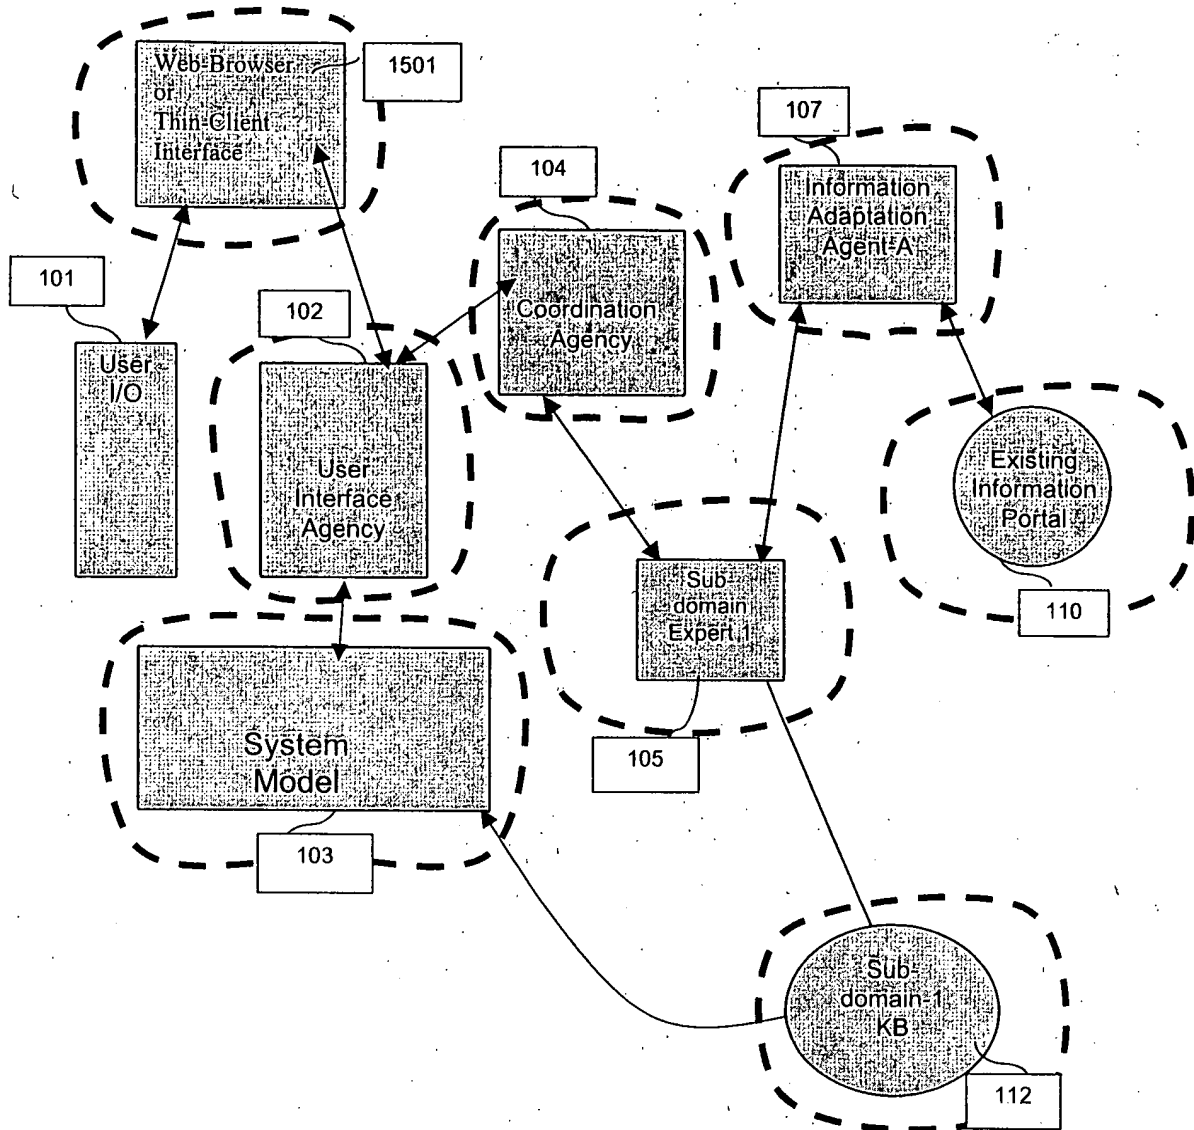 Web-Browser
or
Thin-Client
Interface
1501
107
104
Information
Adaptation
Agent-A
101
102
Coordination
Agency
User
I/O
User
Interface
Agency
Existing
Information
Portal
Sub-
domain
Expert 1
110
System
Model
105
103
Sub-
domain-1
KB
112